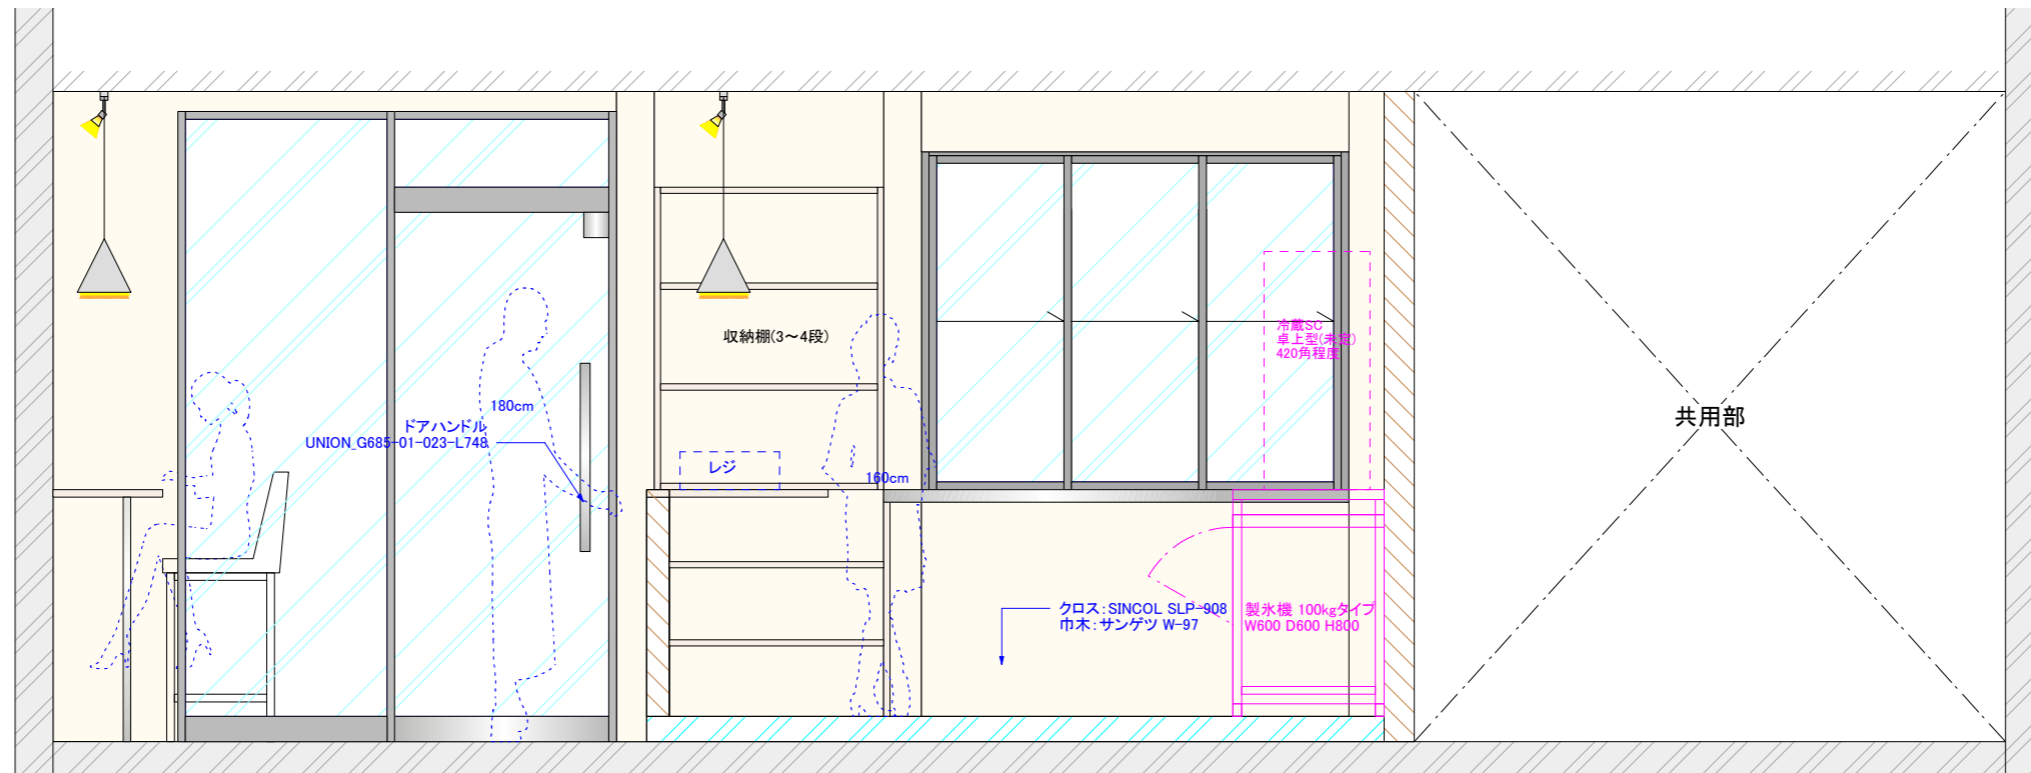 収納棚(3～4段)
冷蔵SC
卓上型(未定)
420角程度
共用部
180cm
ドアハンドル
UNION_G685-01-023-L748
レジ
160cm
クロス：SINCOL SLP-908
巾木：サンゲツ W-97
製氷機 100kgタイプ
W600 D600 H800